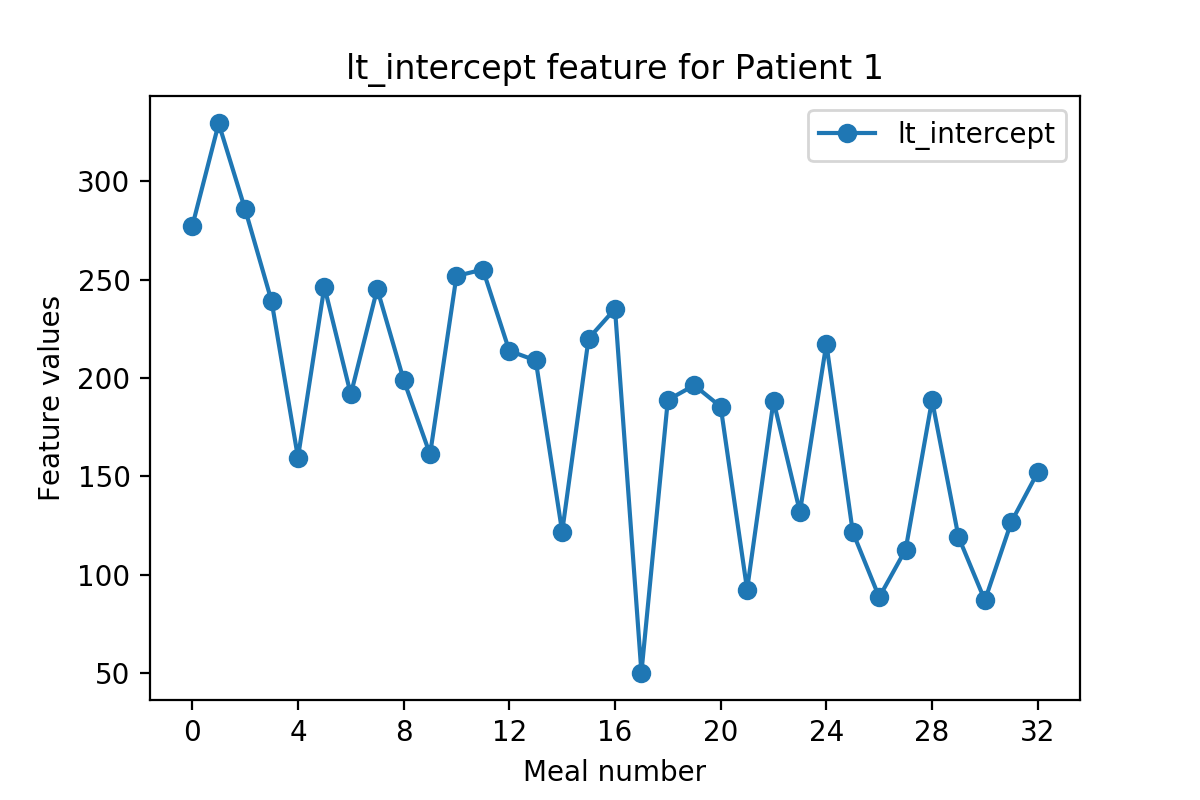 lt_intercept feature for Patient 1
lt_intercept
Feature values
300
250
200
150
100
50
0 4 8 12 16 20 24 28 32
Meal number